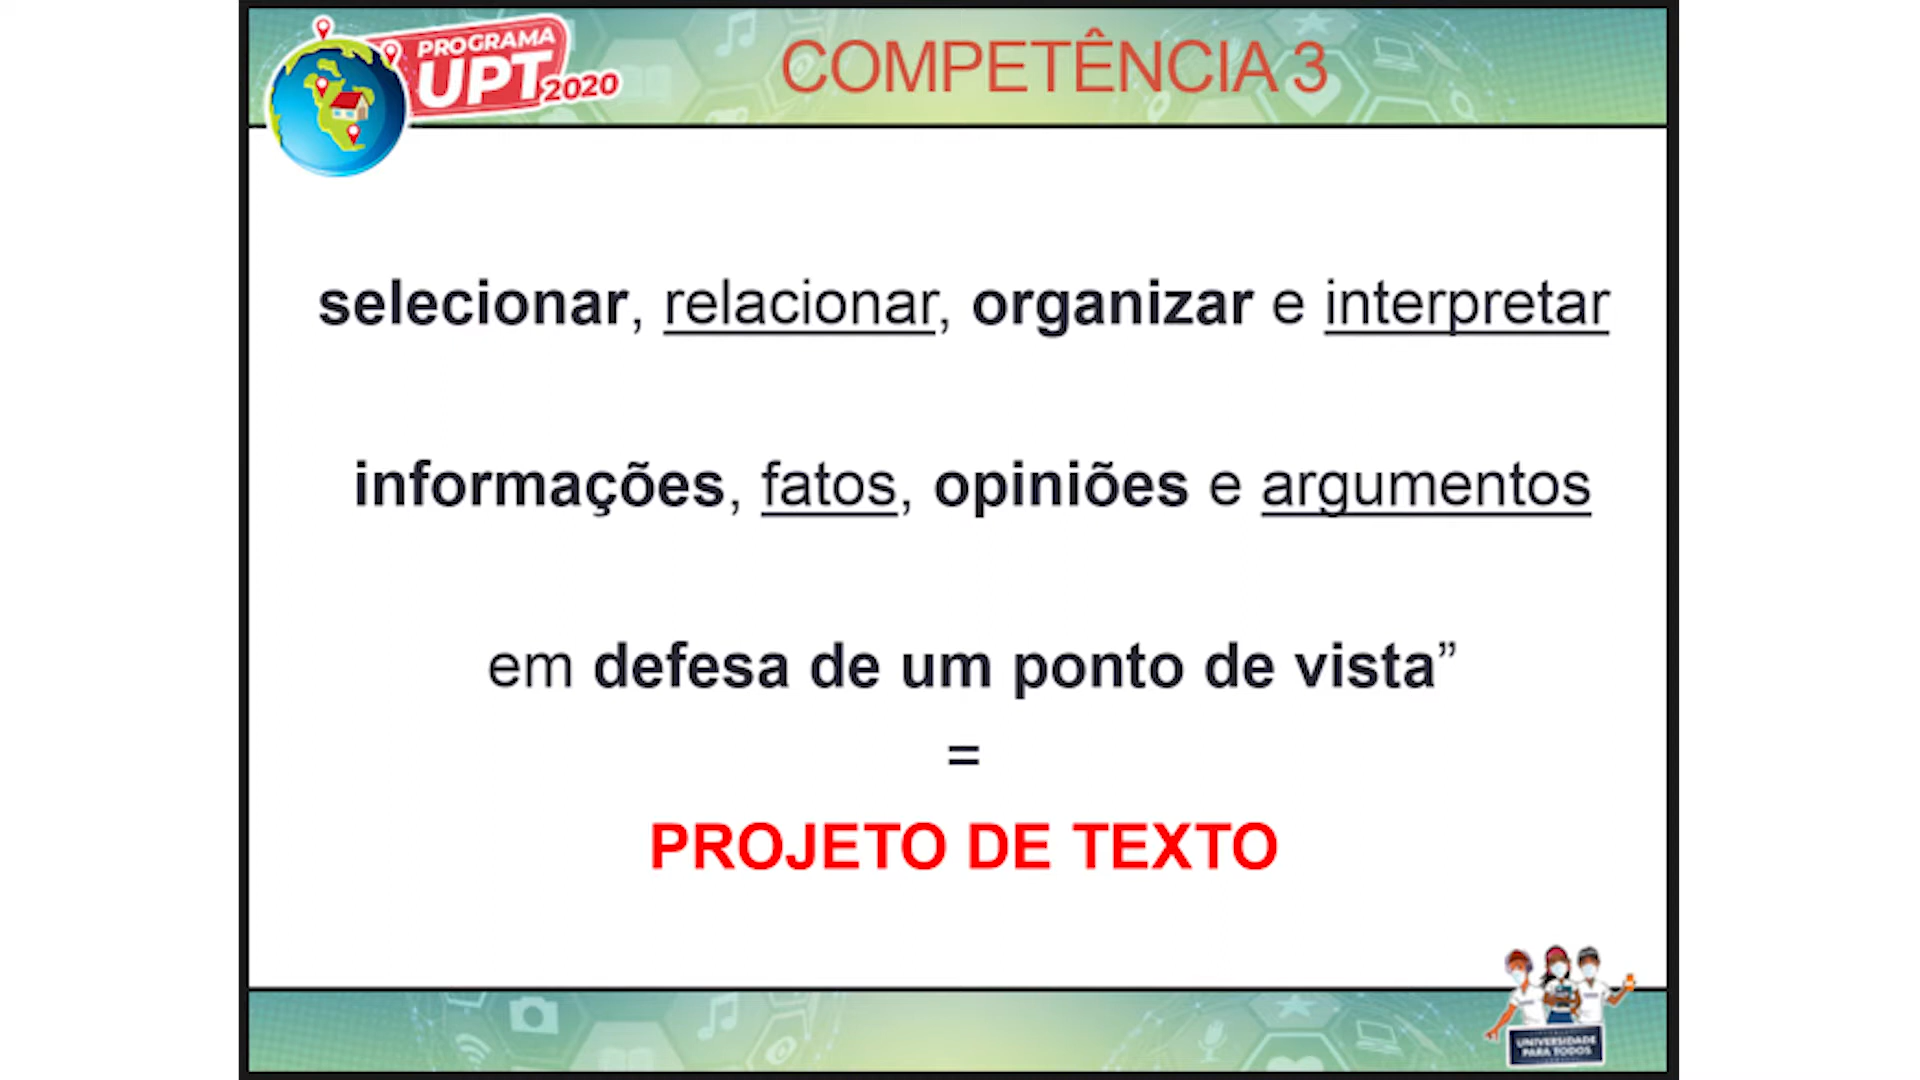 PROGRAMA
UPT 2020
COMPETÊNCIA 3
selecionar, relacionar, organizar e interpretar
informações, fatos, opiniões e argumentos
em defesa de um ponto de vista”
=
PROJETO DE TEXTO
UNIVERSIDADE
PARA TODOS